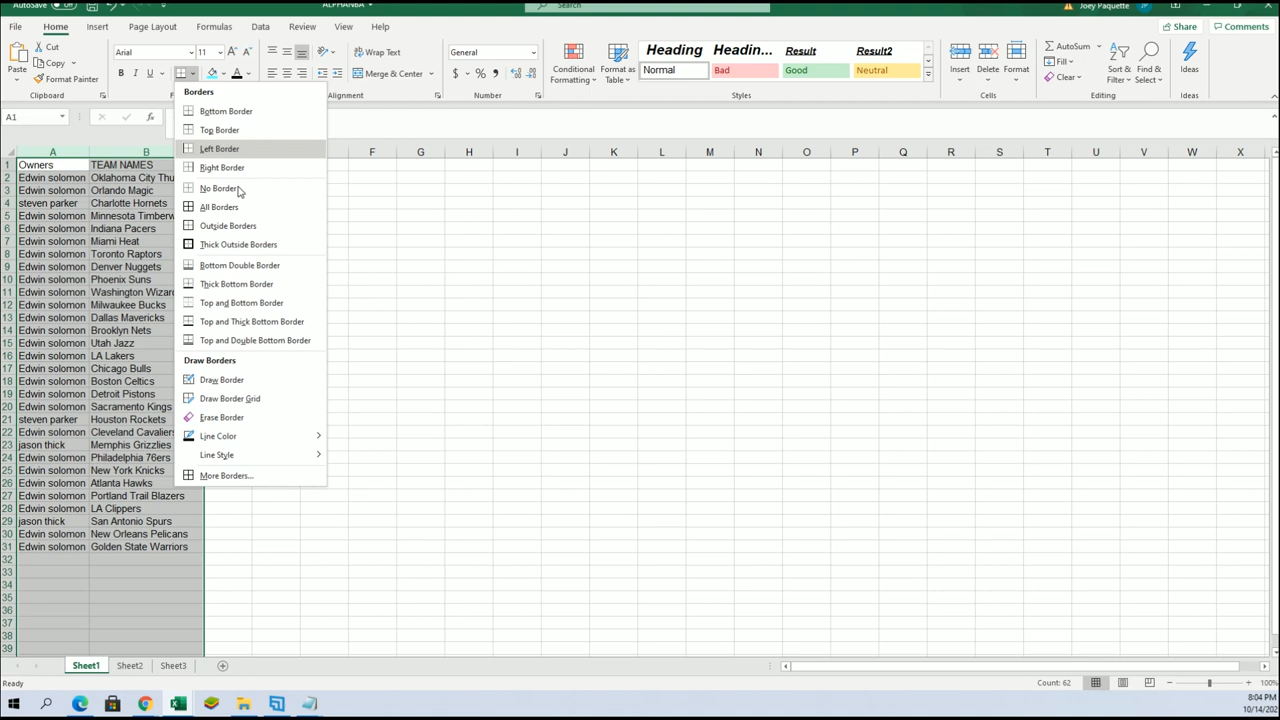 AutoSave Off
ALPHANBA
Search
Joey Paquette
File Home Insert Page Layout Formulas Data Review View Help
Share Comments
Cut
Copy
Format Painter
Paste
Clipboard
Arial 11
B I U
Wrap Text
Merge & Center
Alignment
General
$ % 9
Number
Conditional Formatting
Format as Table
Heading Headin... Result Result2
Normal Bad Good Neutral
Styles
Insert Delete Format
Cells
AutoSum
Fill
Clear
Sort & Filter
Find & Select
Editing
Ideas
Ideas
A1
fx
Borders
Bottom Border
Top Border
Left Border
Right Border
No Border
All Borders
Outside Borders
Thick Outside Borders
Bottom Double Border
Thick Bottom Border
Top and Bottom Border
Top and Thick Bottom Border
Top and Double Bottom Border
Draw Borders
Draw Border
Draw Border Grid
Erase Border
Line Color
Line Style
More Borders...
A B F G H I J K L M N O P Q R S T U V W X
1 Owners TEAM NAMES
2 Edwin solomon Oklahoma City Thu
3 Edwin solomon Orlando Magic
4 steven parker Charlotte Hornets
5 Edwin solomon Minnesota Timberw
6 Edwin solomon Indiana Pacers
7 Edwin solomon Miami Heat
8 Edwin solomon Toronto Raptors
9 Edwin solomon Denver Nuggets
10 Edwin solomon Phoenix Suns
11 Edwin solomon Washington Wizard
12 Edwin solomon Milwaukee Bucks
13 Edwin solomon Dallas Mavericks
14 Edwin solomon Brooklyn Nets
15 Edwin solomon Utah Jazz
16 Edwin solomon LA Lakers
17 Edwin solomon Chicago Bulls
18 Edwin solomon Boston Celtics
19 Edwin solomon Detroit Pistons
20 Edwin solomon Sacramento Kings
21 steven parker Houston Rockets
22 Edwin solomon Cleveland Cavaliers
23 jason thick Memphis Grizzlies
24 Edwin solomon Philadelphia 76ers
25 Edwin solomon New York Knicks
26 Edwin solomon Atlanta Hawks
27 Edwin solomon Portland Trail Blazers
28 Edwin solomon LA Clippers
29 jason thick San Antonio Spurs
30 Edwin solomon New Orleans Pelicans
31 Edwin solomon Golden State Warriors
32
33
34
35
36
37
38
39
Sheet1 Sheet2 Sheet3
Ready
Count: 62
100%
8:04 PM
10/14/202